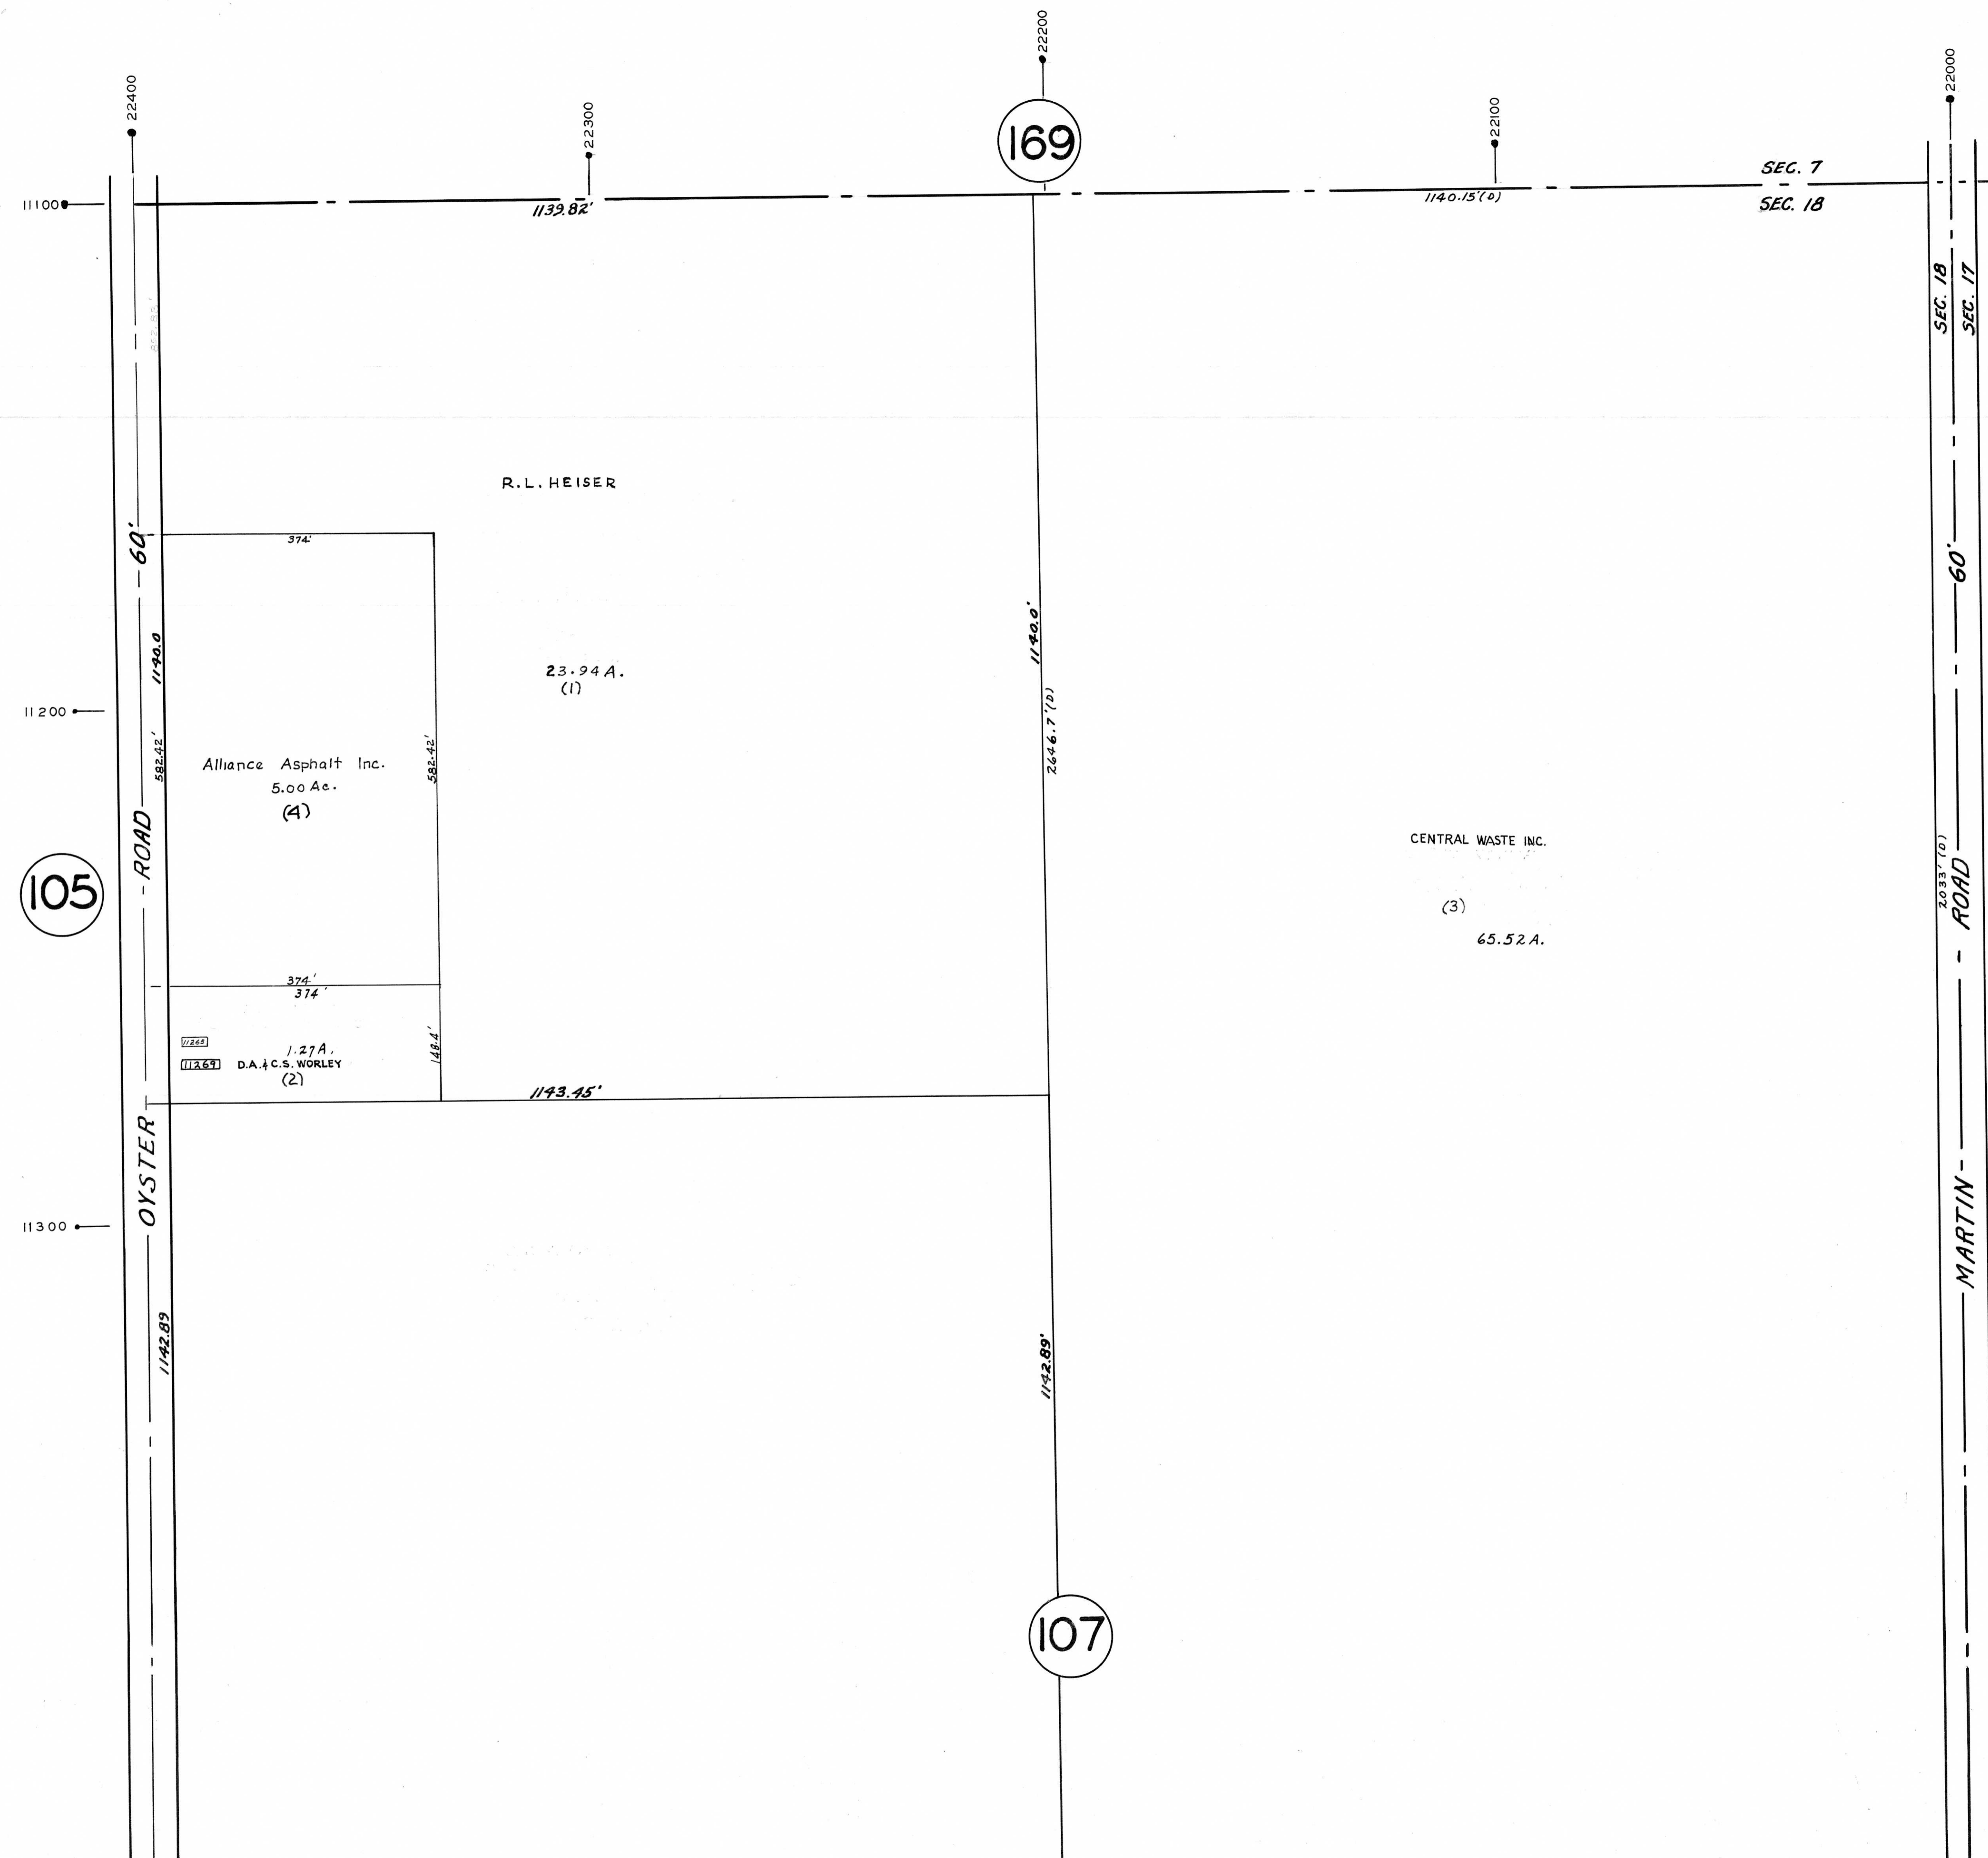 22400
22300
22200
22100
22000
169
SEC. 7
11100
1139.82'
1140.15'(D)
SEC. 18
SEC. 18
SEC. 17
R.L. HEISER
60'
374'
60'
1140.0
1140.0'
23.94 A.
(1)
2646.7'(D)
11200
582.42'
582.42'
Alliance Asphalt Inc.
5.00 Ac.
(4)
ROAD
CENTRAL WASTE INC.
2033'(D)
ROAD
105
(3)
65.52 A.
374'
374'
11265
1.27 A.
148.4'
11269
D.A. & C.S. WORLEY
(2)
1143.45'
OYSTER
MARTIN
11300
1142.89
1142.89'
107